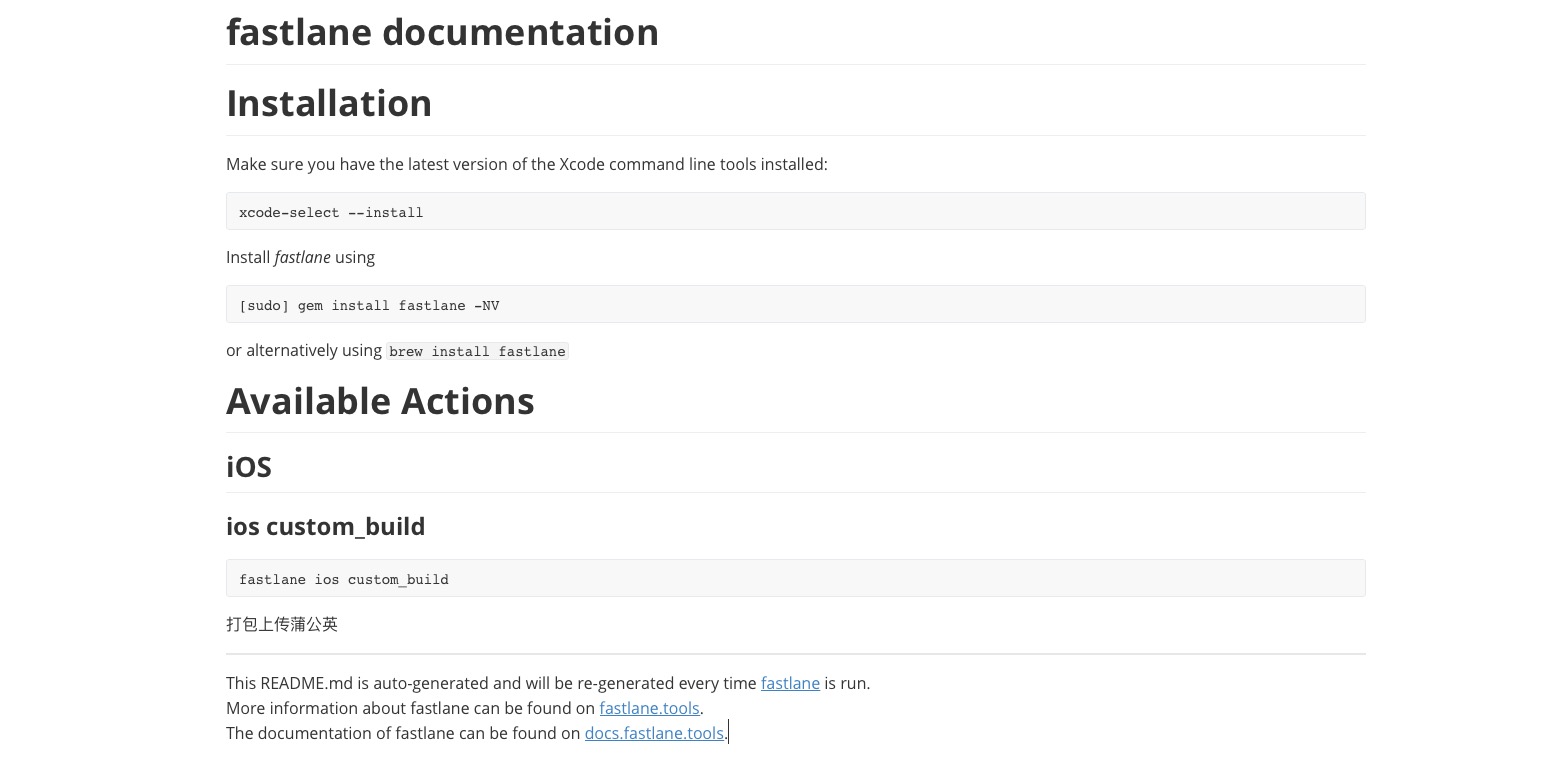 fastlane documentation
Installation
Make sure you have the latest version of the Xcode command line tools installed:
xcode-select --install
Install fastlane using
[sudo] gem install fastlane -NV
or alternatively using brew install fastlane
Available Actions
iOS
ios custom_build
fastlane ios custom_build
打包上传蒲公英
This README.md is auto-generated and will be re-generated every time fastlane is run.
More information about fastlane can be found on fastlane.tools.
The documentation of fastlane can be found on docs.fastlane.tools.